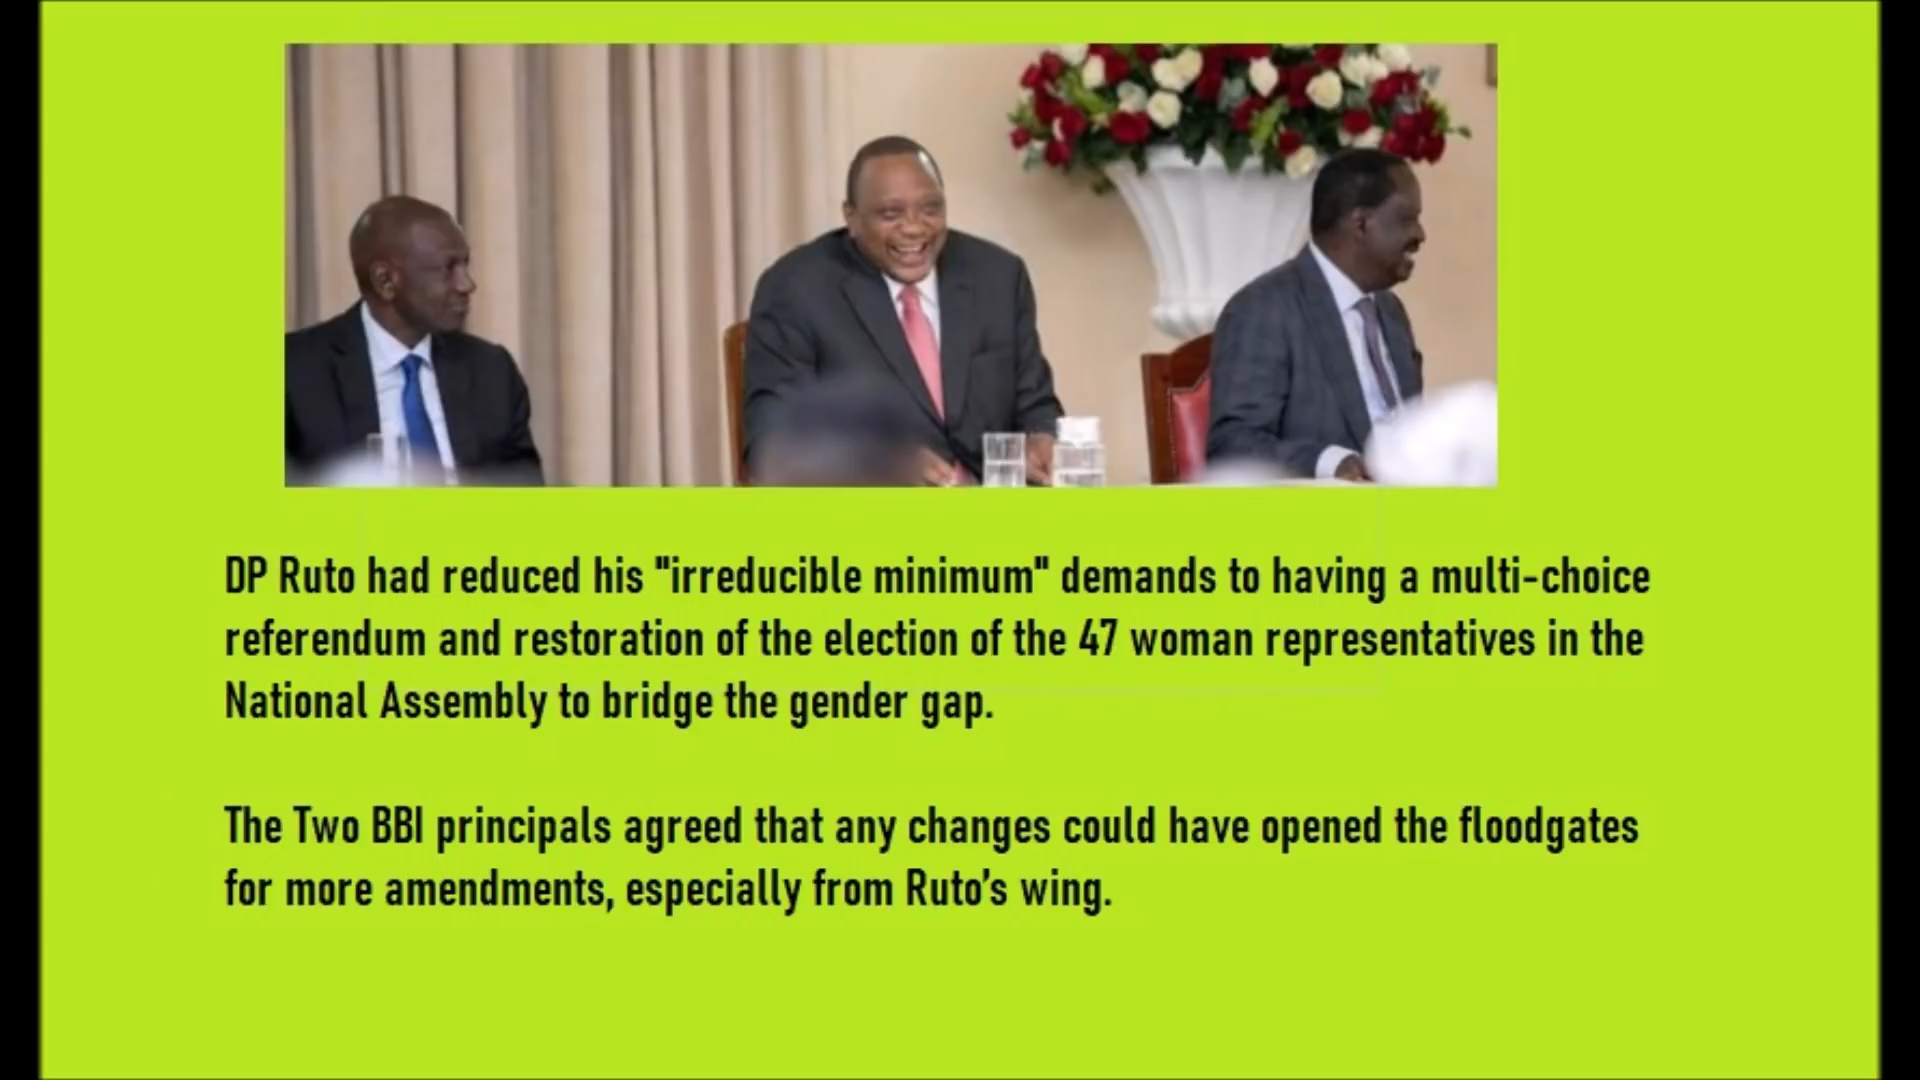 DP Ruto had reduced his "irreducible minimum" demands to having a multi-choice
referendum and restoration of the election of the 47 woman representatives in the
National Assembly to bridge the gender gap.
The Two BBI principals agreed that any changes could have opened the floodgates
for more amendments, especially from Ruto's wing.